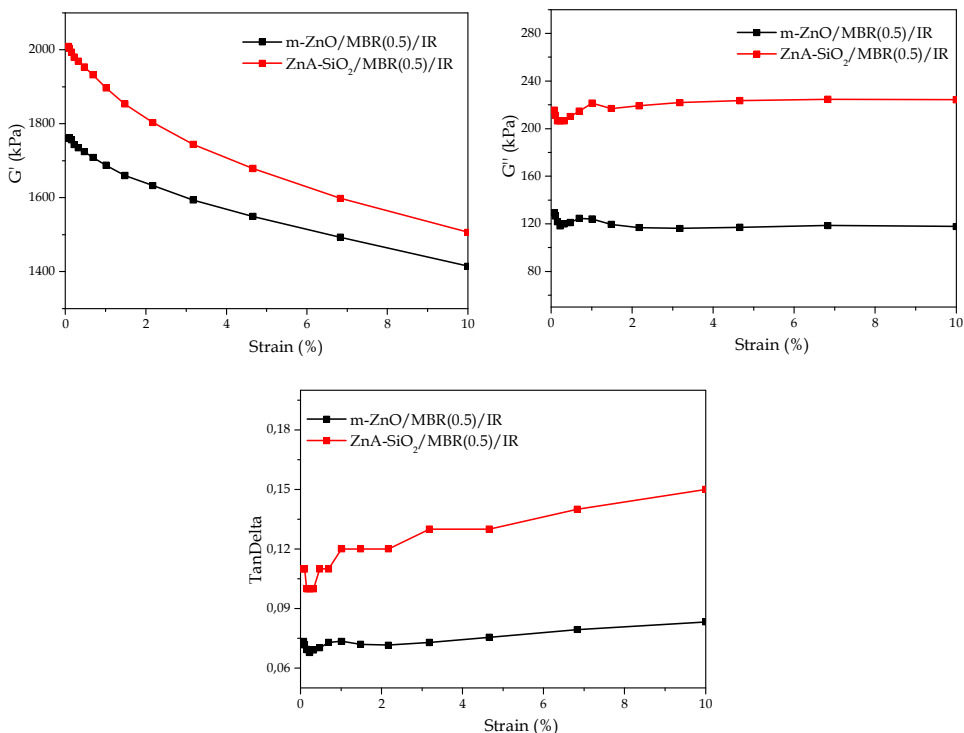 m-ZnO/MBR(0.5)/IR
ZnA-SiO₂/MBR(0.5)/IR
G' (kPa)
2000
1800
1600
1400
0 2 4 6 8 10
Strain (%)
m-ZnO/MBR(0.5)/IR
ZnA-SiO₂/MBR(0.5)/IR
G'' (kPa)
280
240
200
160
120
80
0 2 4 6 8 10
Strain (%)
m-ZnO/MBR(0.5)/IR
ZnA-SiO₂/MBR(0.5)/IR
TanDelta
0,18
0,15
0,12
0,09
0,06
0 2 4 6 8 10
Strain (%)